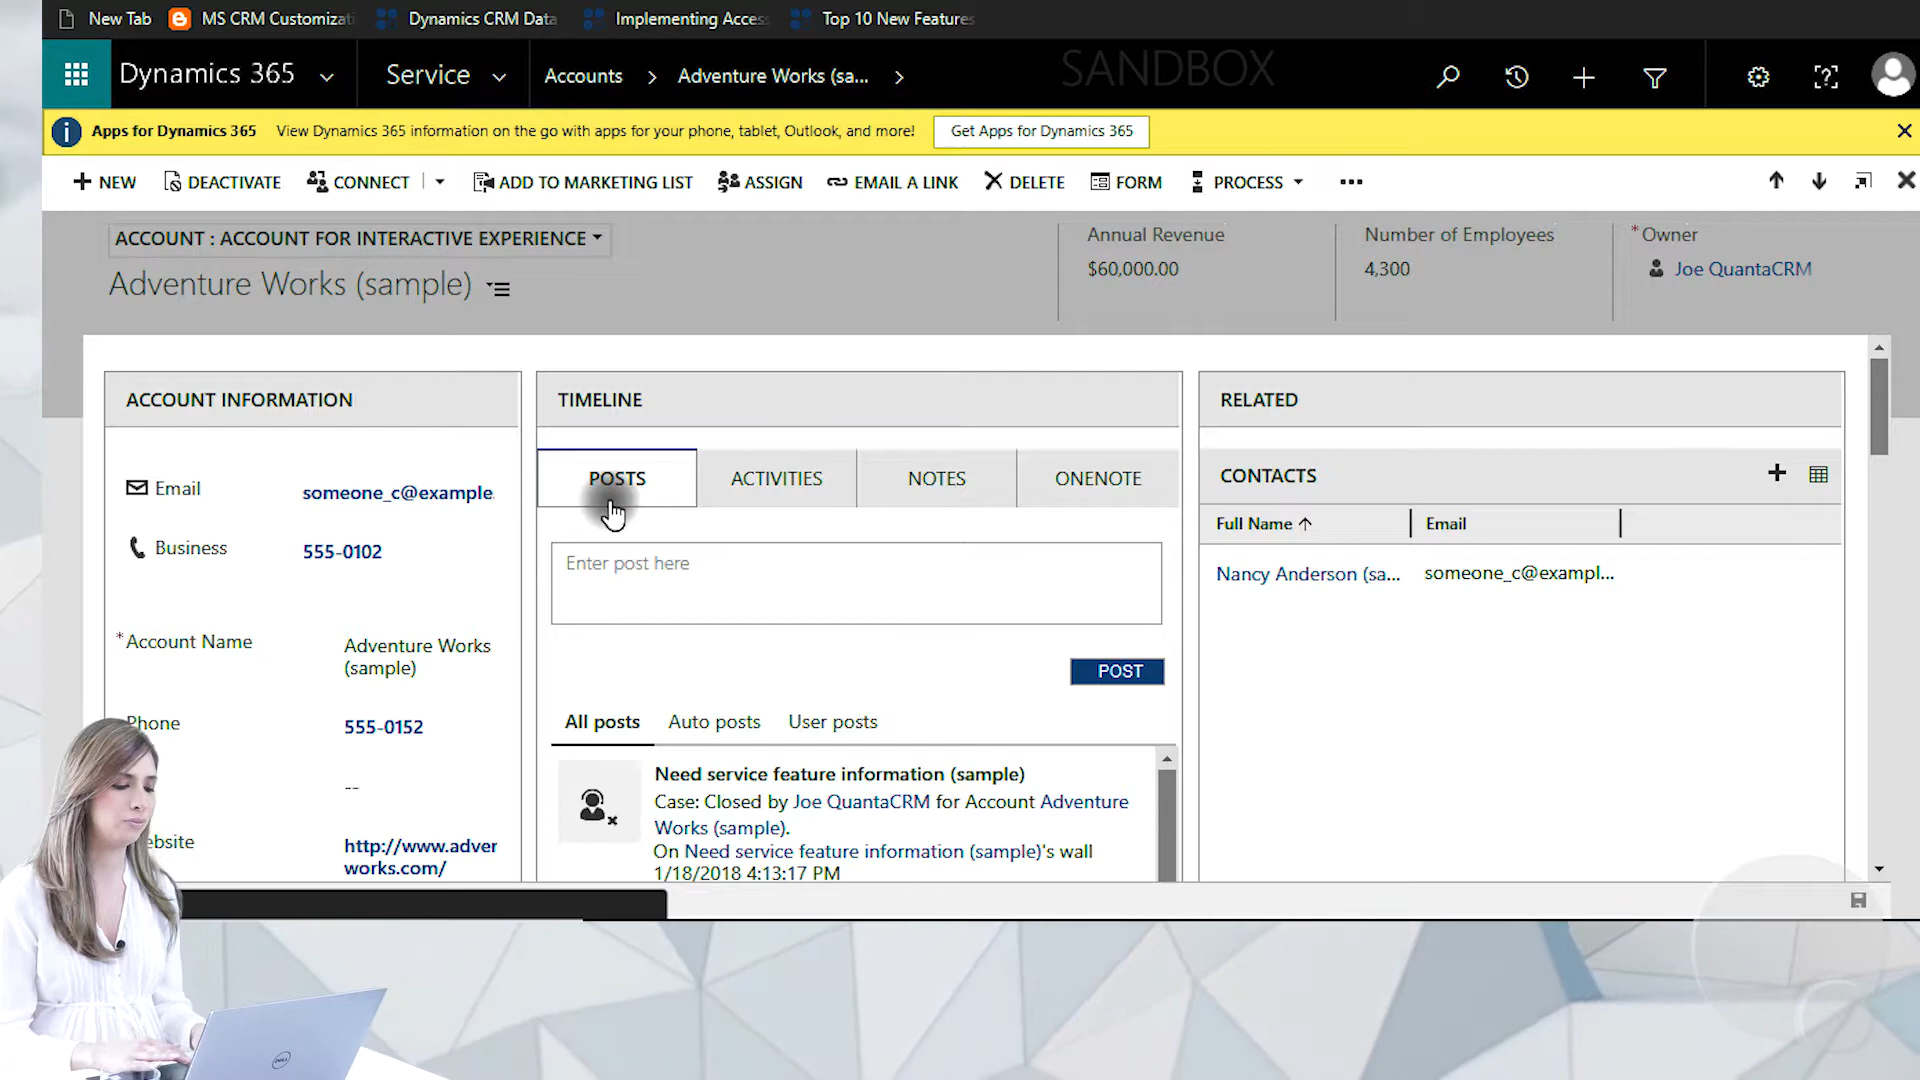 New Tab MS CRM Customizati Dynamics CRM Data Implementing Acces Top 10 New Features
Dynamics 365 Service Accounts > Adventure Works (sa... > SANDBOX
Apps for Dynamics 365 View Dynamics 365 information on the go with apps for your phone, tablet, Outlook, and more! Get Apps for Dynamics 365
+ NEW DEACTIVATE CONNECT ADD TO MARKETING LIST ASSIGN EMAIL A LINK DELETE FORM PROCESS ...
ACCOUNT : ACCOUNT FOR INTERACTIVE EXPERIENCE
Adventure Works (sample)
Annual Revenue
$60,000.00
Number of Employees
4,300
*Owner
Joe QuantaCRM
ACCOUNT INFORMATION
Email someone_c@example
Business 555-0102
*Account Name Adventure Works
(sample)
Phone 555-0152
--
ebsite http://www.adver
works.com/
TIMELINE
POSTS ACTIVITIES NOTES ONENOTE
Enter post here
POST
All posts Auto posts User posts
Need service feature information (sample)
Case: Closed by Joe QuantaCRM for Account Adventure
Works (sample).
On Need service feature information (sample)'s wall
1/18/2018 4:13:17 PM
RELATED
CONTACTS
Full Name Email
Nancy Anderson (sa... someone_c@exampl...
DELL